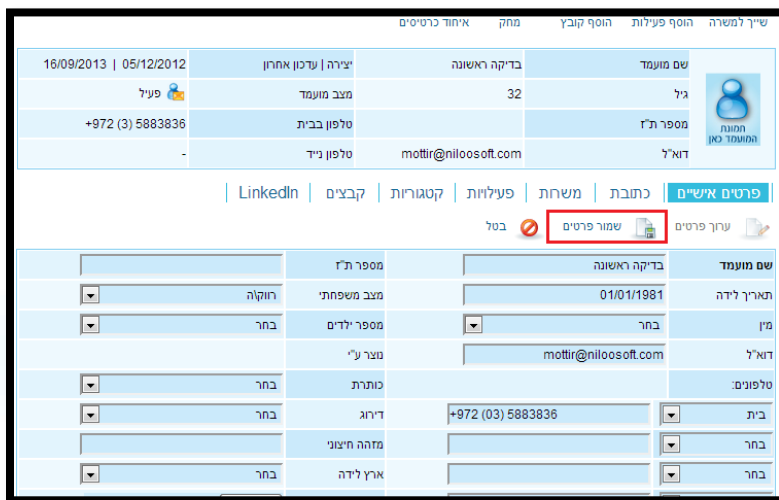 שייך למשרה הוסף פעילות הוסף קובץ מחק איחוד כרטיסים
שם מועמד בדיקה ראשונה יצירה | עדכון אחרון 05/12/2012 | 16/09/2013
גיל 32 מצב מועמד פעיל
מספר ת"ז טלפון בבית +972 (3) 5883836
דוא"ל mottir@niloosoft.com טלפון נייד -
תמונת
המועמד כאן
פרטים אישיים | כתובת | משרות | פעילויות | קטגוריות | קבצים | LinkedIn |
ערוך פרטים שמור פרטים בטל
שם מועמד בדיקה ראשונה מספר ת"ז
תאריך לידה 01/01/1981 מצב משפחתי רווק\ה
מין בחר מספר ילדים בחר
דוא"ל mottir@niloosoft.com נוצר ע"י
טלפונים: כותרת בחר
בית +972 (03) 5883836 דירוג בחר
בחר מזהה חיצוני
בחר ארץ לידה בחר